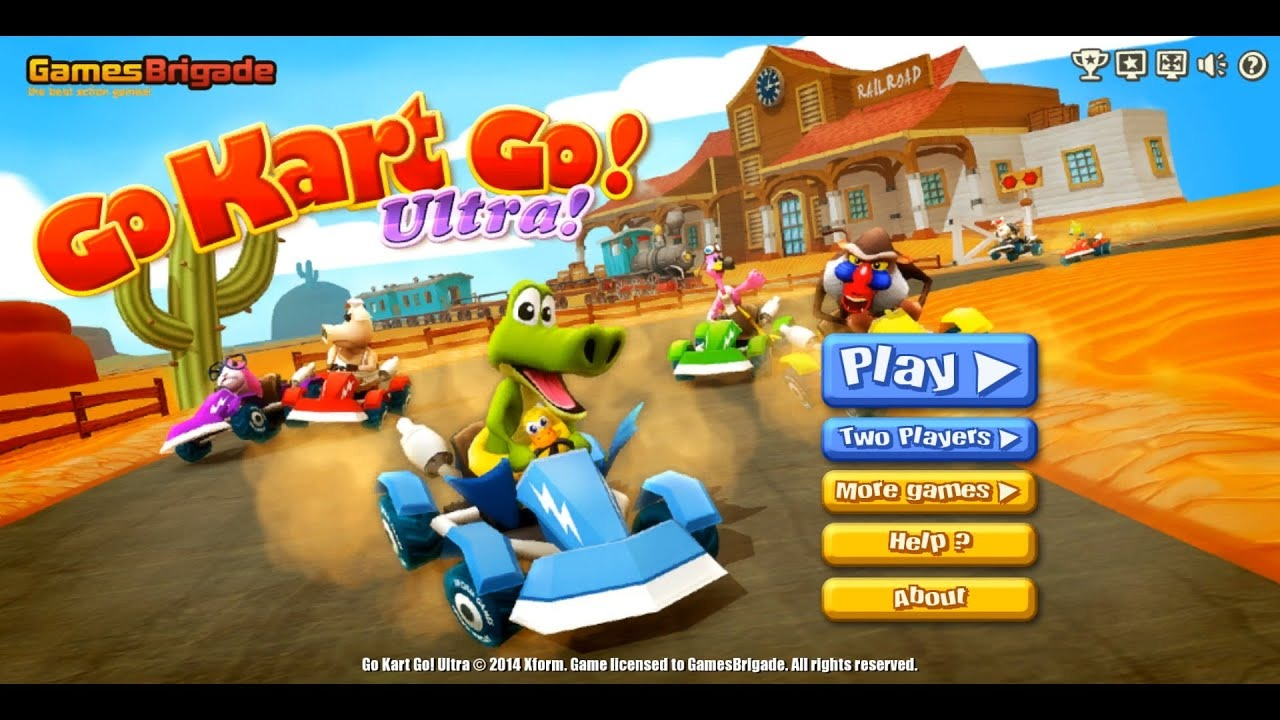 GamesBrigade
the best action games!
Go Kart Go!
Ultra!
RAILROAD
Play
Two Players
More games
Help ?
About
Go Kart Go! Ultra © 2014 Xform. Game licensed to GamesBrigade. All rights reserved.